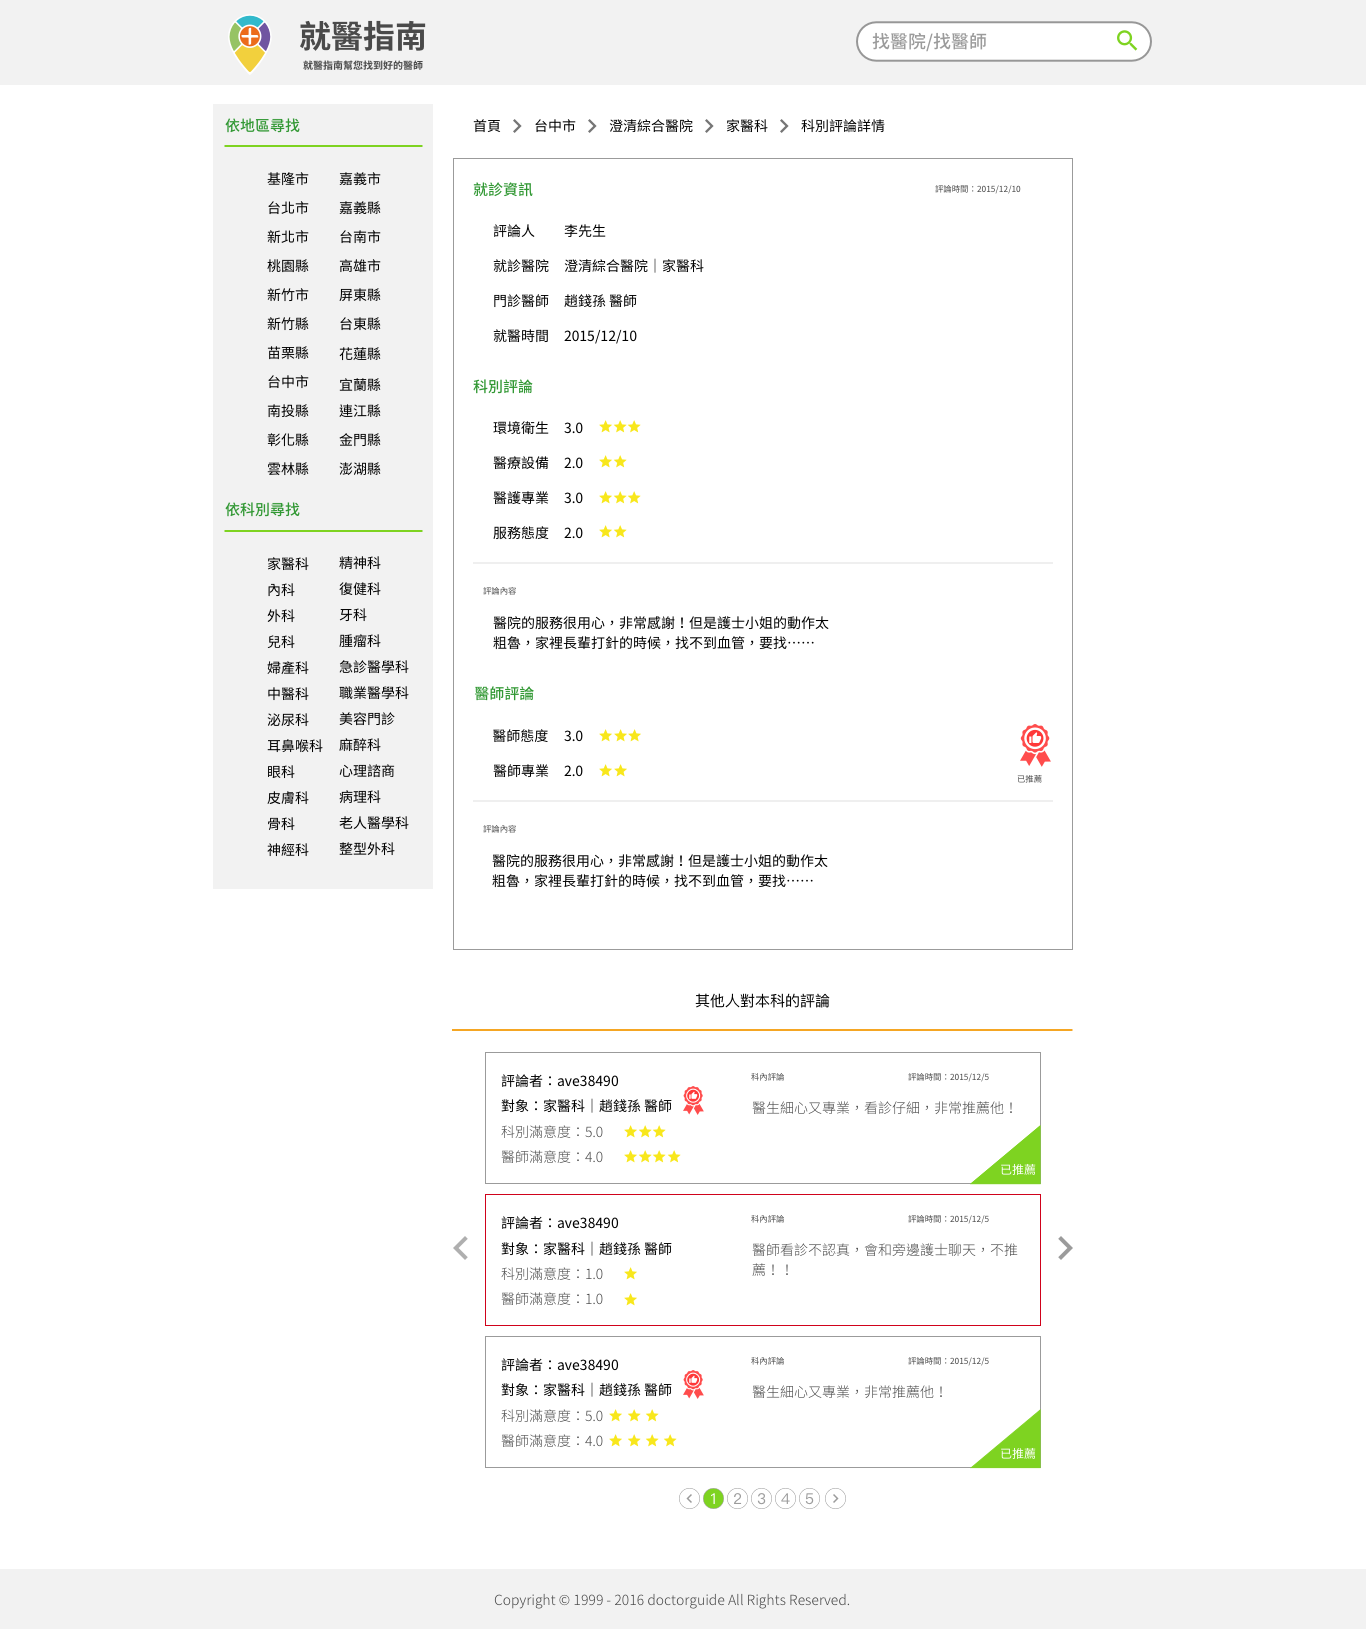 就醫指南
就醫指南幫您找到好的醫師
找醫院/找醫師
依地區尋找
基隆市 嘉義市
台北市 嘉義縣
新北市 台南市
桃園縣 高雄市
新竹市 屏東縣
新竹縣 台東縣
苗栗縣 花蓮縣
台中市 宜蘭縣
南投縣 連江縣
彰化縣 金門縣
雲林縣 澎湖縣
依科別尋找
家醫科 精神科
內科 復健科
外科 牙科
兒科 腫瘤科
婦產科 急診醫學科
中醫科 職業醫學科
泌尿科 美容門診
耳鼻喉科 麻醉科
眼科 心理諮商
皮膚科 病理科
骨科 老人醫學科
神經科 整型外科
首頁 台中市 澄清綜合醫院 家醫科 科別評論詳情
就診資訊 評論時間：2015/12/10
評論人 李先生
就診醫院 澄清綜合醫院｜家醫科
門診醫師 趙錢孫 醫師
就醫時間 2015/12/10
科別評論
環境衛生 3.0
醫療設備 2.0
醫護專業 3.0
服務態度 2.0
評論內容
醫院的服務很用心，非常感謝！但是護士小姐的動作太
粗魯，家裡長輩打針的時候，找不到血管，要找……
醫師評論
醫師態度 3.0
醫師專業 2.0
已推薦
評論內容
醫院的服務很用心，非常感謝！但是護士小姐的動作太
粗魯，家裡長輩打針的時候，找不到血管，要找……
其他人對本科的評論
評論者：ave38490
對象：家醫科｜趙錢孫 醫師
科別滿意度：5.0
醫師滿意度：4.0
科內評論 評論時間：2015/12/5
醫生細心又專業，看診仔細，非常推薦他！
已推薦
評論者：ave38490
對象：家醫科｜趙錢孫 醫師
科別滿意度：1.0
醫師滿意度：1.0
科內評論 評論時間：2015/12/5
醫師看診不認真，會和旁邊護士聊天，不推
薦！！
評論者：ave38490
對象：家醫科｜趙錢孫 醫師
科別滿意度：5.0
醫師滿意度：4.0
科內評論 評論時間：2015/12/5
醫生細心又專業，非常推薦他！
已推薦
1 2 3 4 5
Copyright © 1999 - 2016 doctorguide All Rights Reserved.